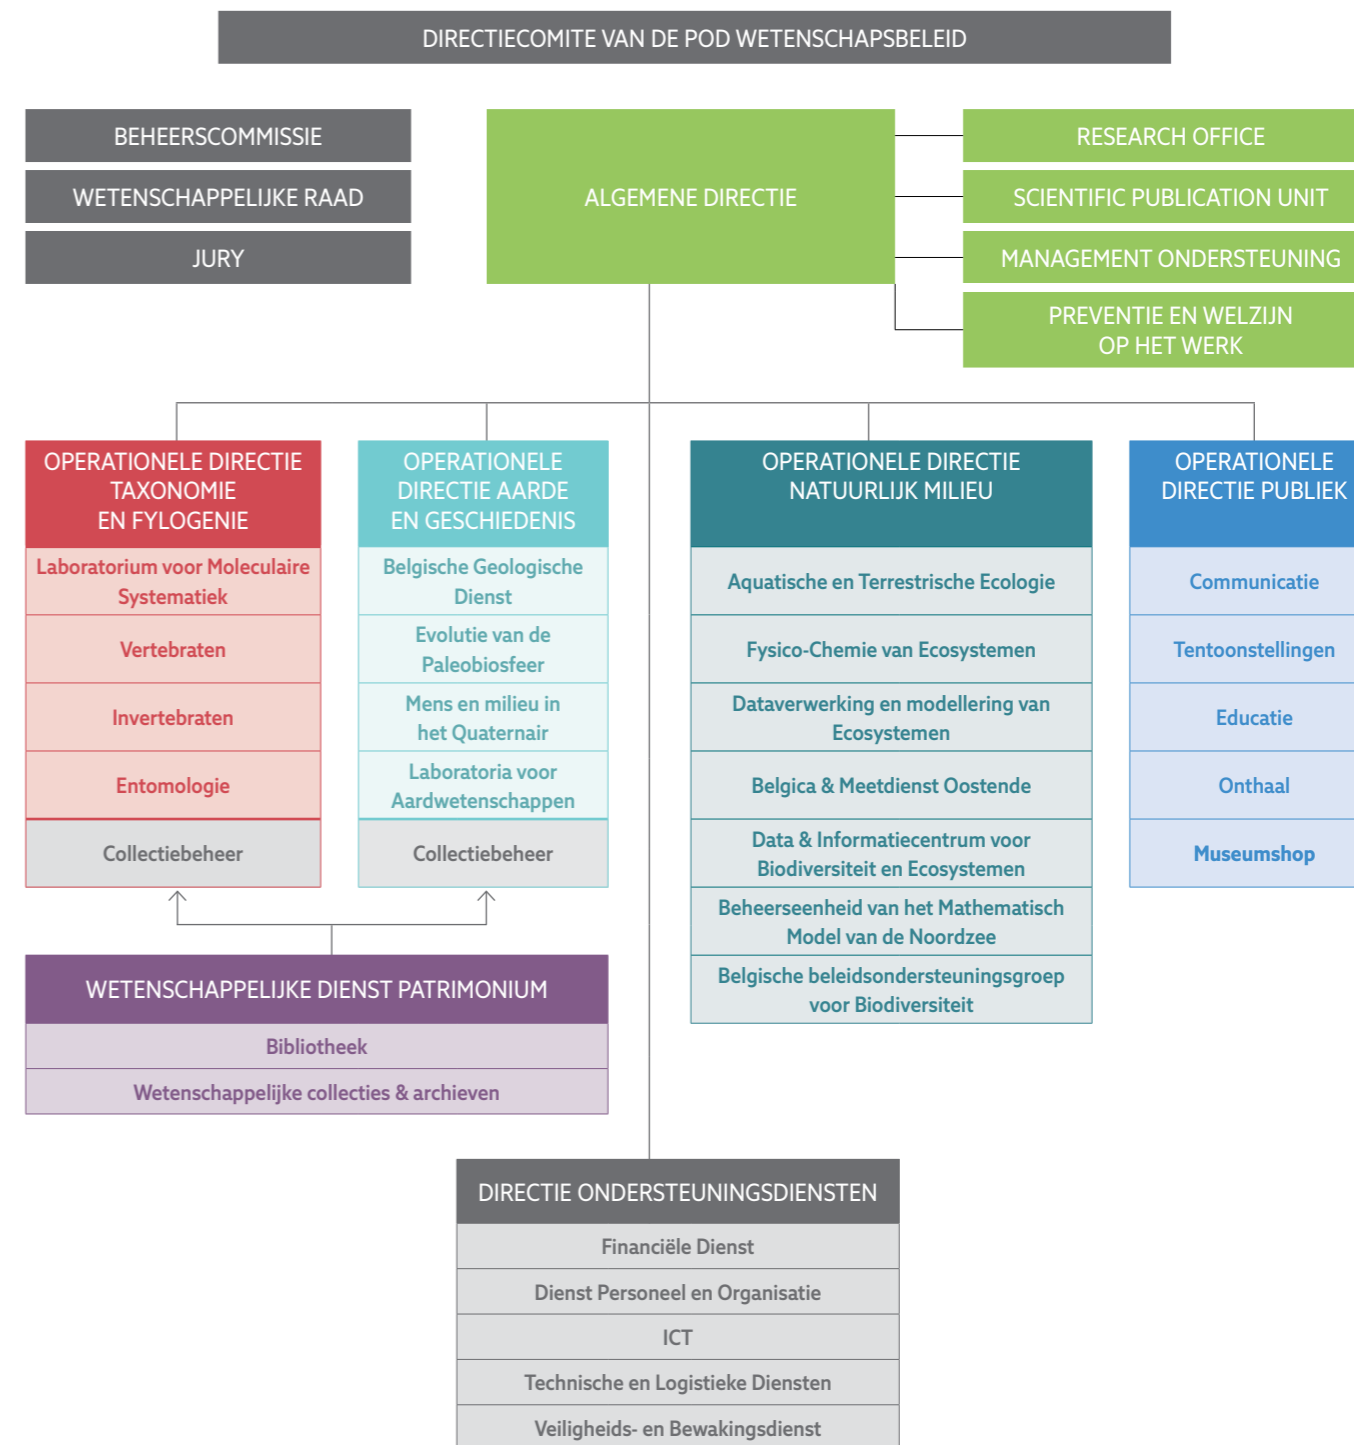 DIRECTIECOMITE VAN DE POD WETENSCHAPSBELEID
BEHEERSCOMMISSIE
WETENSCHAPPELIJKE RAAD
JURY
ALGEMENE DIRECTIE
RESEARCH OFFICE
SCIENTIFIC PUBLICATION UNIT
MANAGEMENT ONDERSTEUNING
PREVENTIE EN WELZIJN
OP HET WERK
OPERATIONELE DIRECTIE
TAXONOMIE
EN FYLOGENIE
Laboratorium voor Moleculaire
Systematiek
Vertebraten
Invertebraten
Entomologie
Collectiebeheer
OPERATIONELE
DIRECTIE AARDE
EN GESCHIEDENIS
Belgische Geologische
Dienst
Evolutie van de
Paleobiosfeer
Mens en milieu in
het Quaternair
Laboratoria voor
Aardwetenschappen
Collectiebeheer
OPERATIONELE DIRECTIE
NATUURLIJK MILIEU
Aquatische en Terrestrische Ecologie
Fysico-Chemie van Ecosystemen
Dataverwerking en modellering van
Ecosystemen
Belgica & Meetdienst Oostende
Data & Informatiecentrum voor
Biodiversiteit en Ecosystemen
Beheerseenheid van het Mathematisch
Model van de Noordzee
Belgische beleidsondersteuningsgroep
voor Biodiversiteit
OPERATIONELE
DIRECTIE PUBLIEK
Communicatie
Tentoonstellingen
Educatie
Onthaal
Museumshop
WETENSCHAPPELIJKE DIENST PATRIMONIUM
Bibliotheek
Wetenschappelijke collecties & archieven
DIRECTIE ONDERSTEUNINGSDIENSTEN
Financiële Dienst
Dienst Personeel en Organisatie
ICT
Technische en Logistieke Diensten
Veiligheids- en Bewakingsdienst